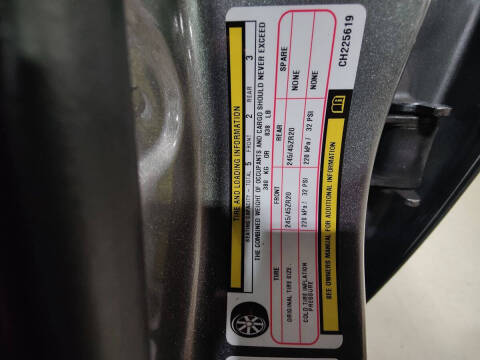 TIRE AND LOADING INFORMATION
SEATING CAPACITY - TOTAL 5 FRONT 2 REAR 3
THE COMBINED WEIGHT OF OCCUPANTS AND CARGO SHOULD NEVER EXCEED
380 KG OR 838 LB
TIRE FRONT REAR SPARE
ORIGINAL TIRE SIZE. 245/45ZR20 245/45ZR20 NONE
COLD TIRE INFLATION PRESSURE 220 kPa / 32 PSI 220 kPa / 32 PSI NONE
SEE OWNERS MANUAL FOR ADDITIONAL INFORMATION
CH225619